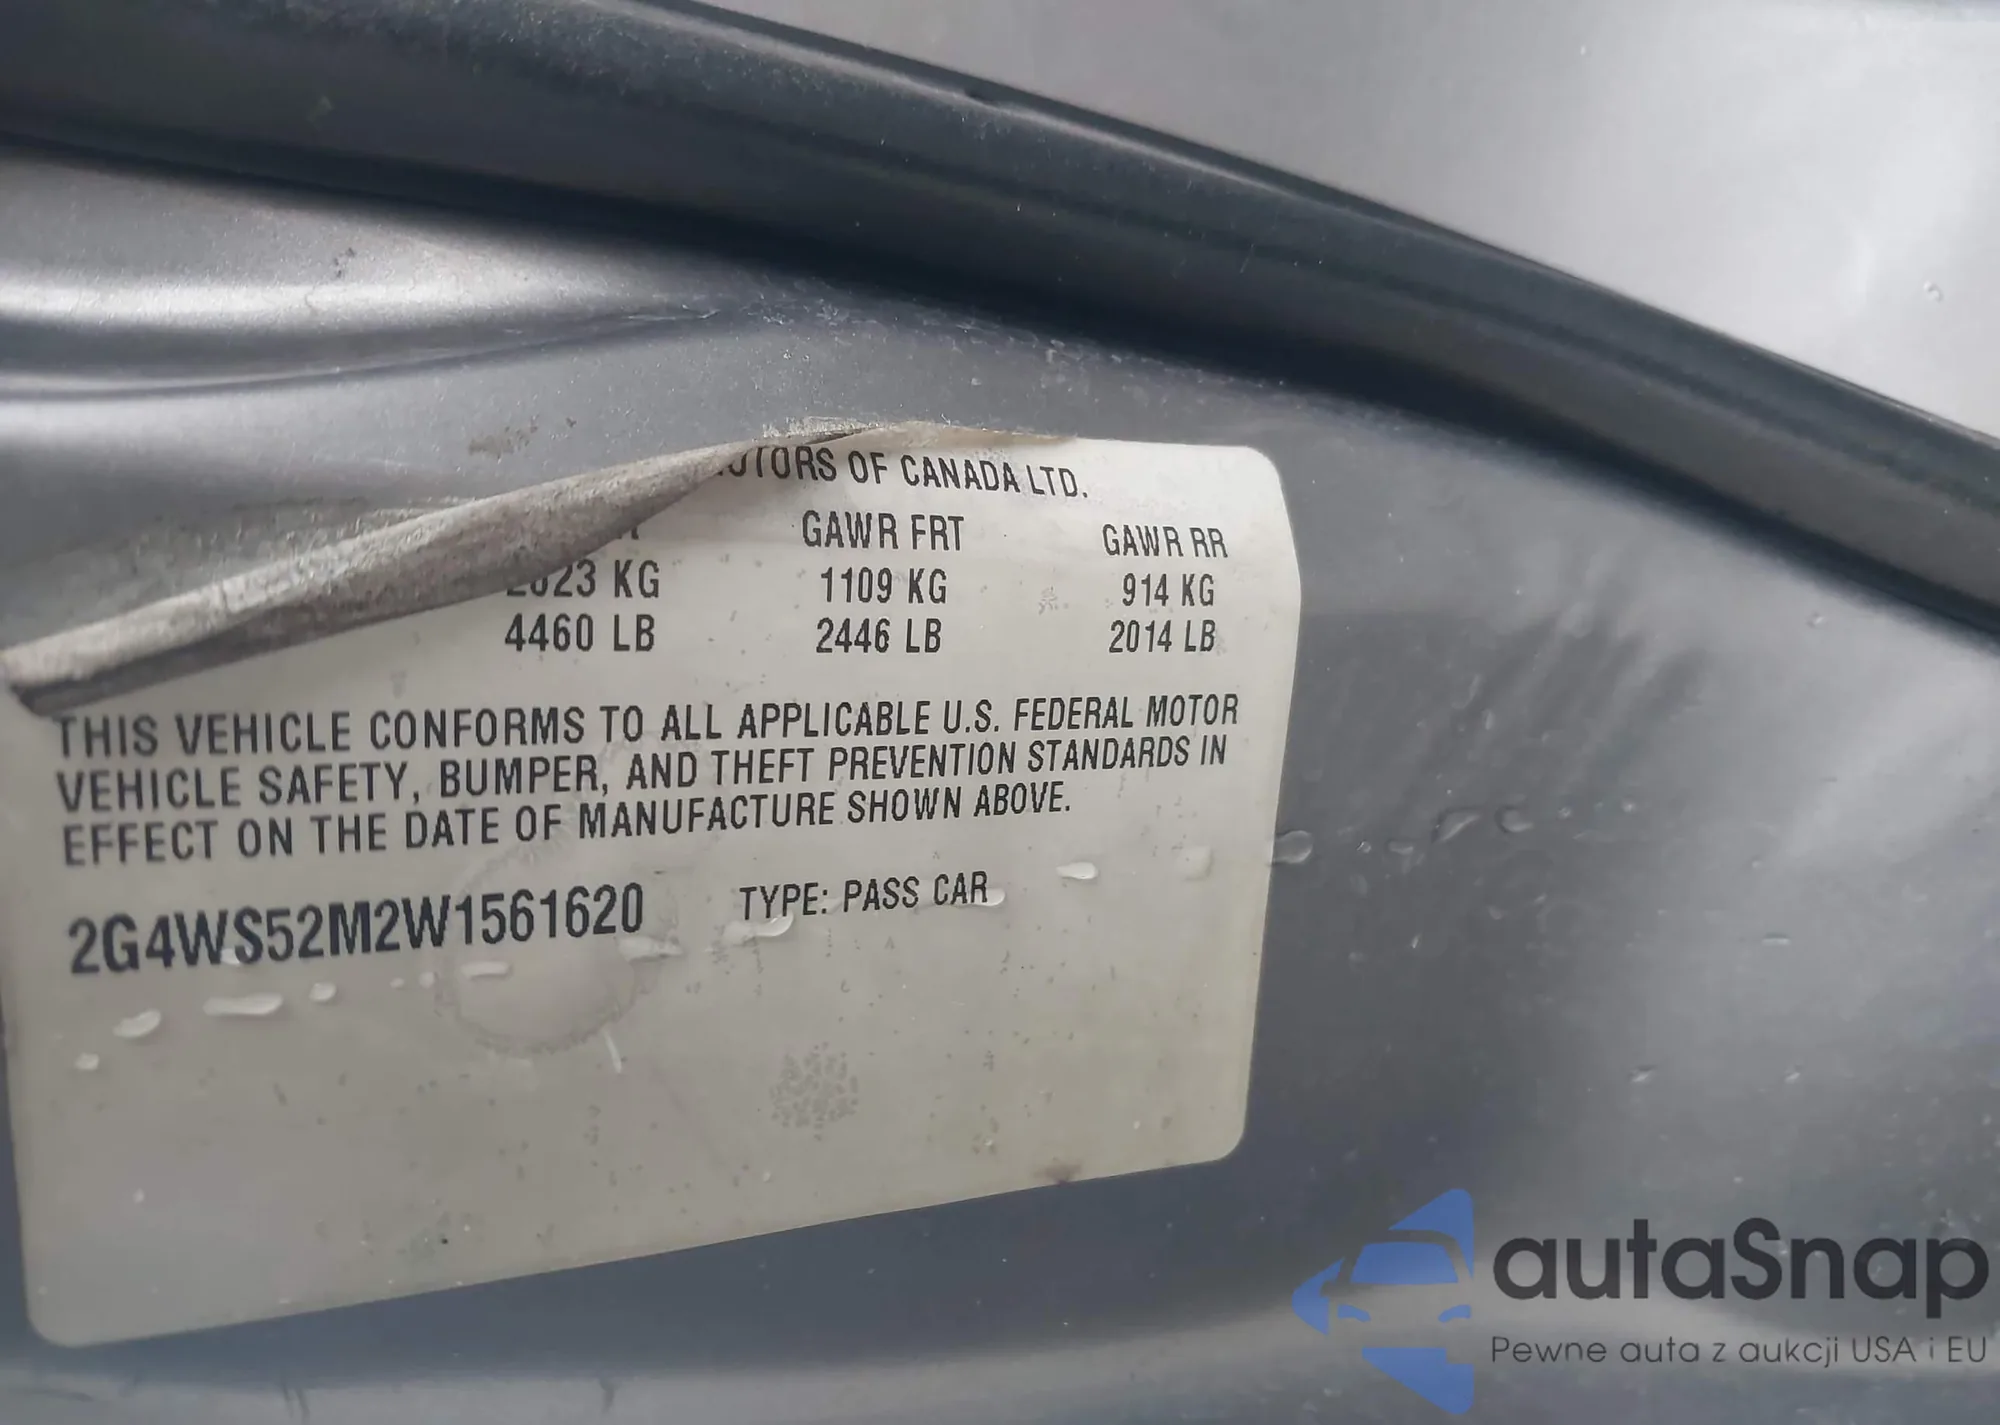 OF CANADA LTD.
GAWR FRT GAWR RR
KG 1109 KG 914 KG
4460 LB 2446 LB 2014 LB
THIS VEHICLE CONFORMS TO ALL APPLICABLE U.S. FEDERAL MOTOR
VEHICLE SAFETY, BUMPER, AND THEFT PREVENTION STANDARDS IN
EFFECT ON THE DATE OF MANUFACTURE SHOWN ABOVE.
2G4WS52M2W1561620 TYPE: PASS CAR
autaSnap
Pewne auta z aukcji USA i EU